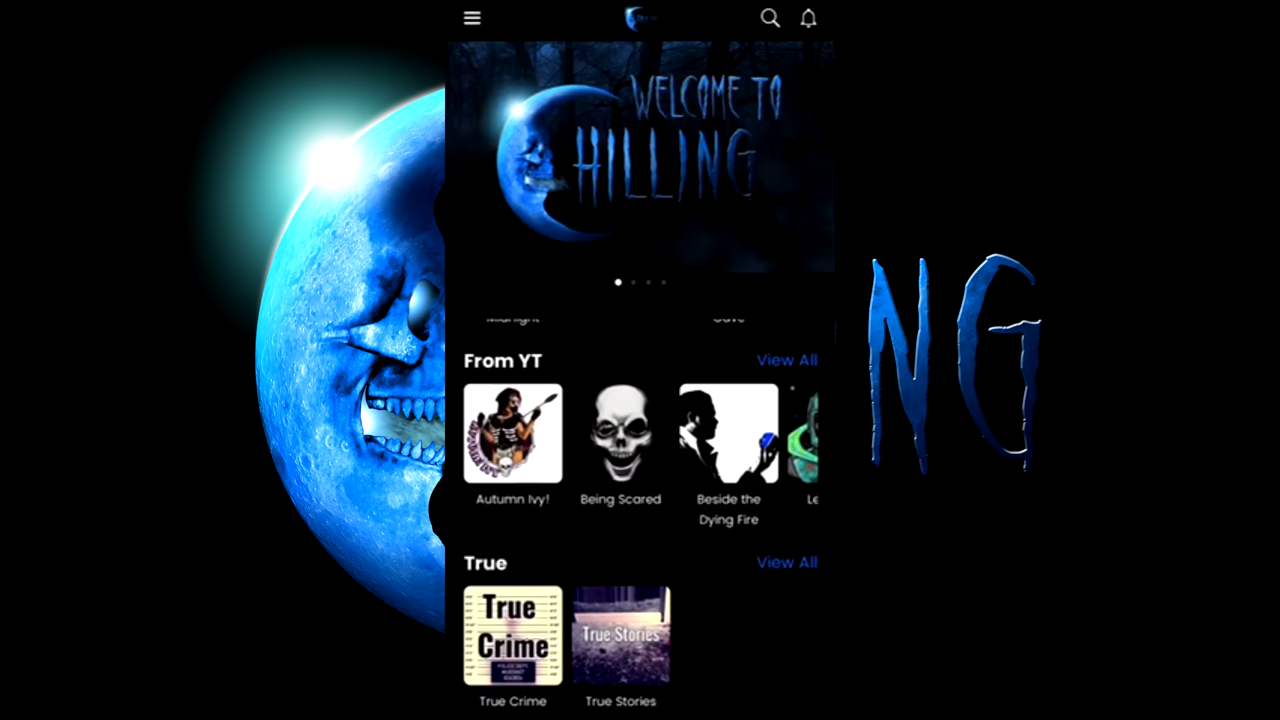 WELCOME TO
HILLING
NG
From YT
View All
Autumn Ivy!
Being Scared
Beside the
Dying Fire
Le
True
View All
True
Crime
True Stories
True Crime
True Stories